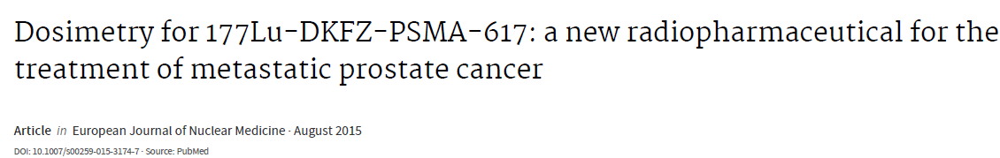 Dosimetry for 177Lu-DKFZ-PSMA-617: a new radiopharmaceutical for the
treatment of metastatic prostate cancer
Article in European Journal of Nuclear Medicine · August 2015
DOI: 10.1007/s00259-015-3174-7 · Source: PubMed